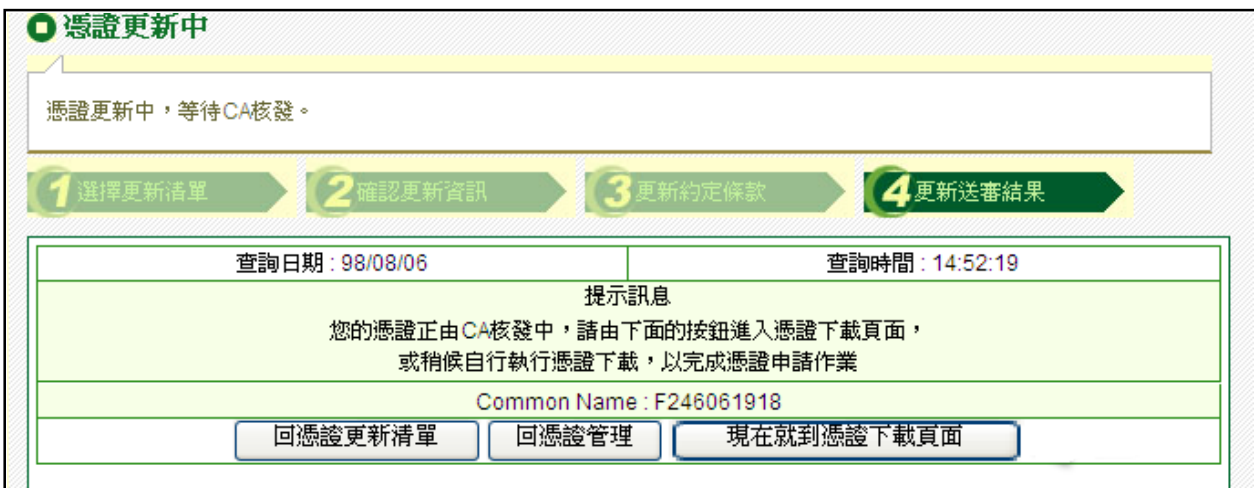 憑證更新中
憑證更新中，等待CA核發。
1 選擇更新清單 2 確認更新資訊 3 更新約定條款 4 更新送審結果
查詢日期 : 98/08/06 查詢時間 : 14:52:19
提示訊息
您的憑證正由CA核發中，請由下面的按鈕進入憑證下載頁面，
或稍候自行執行憑證下載，以完成憑證申請作業
Common Name : F246061918
回憑證更新清單 回憑證管理 現在就到憑證下載頁面